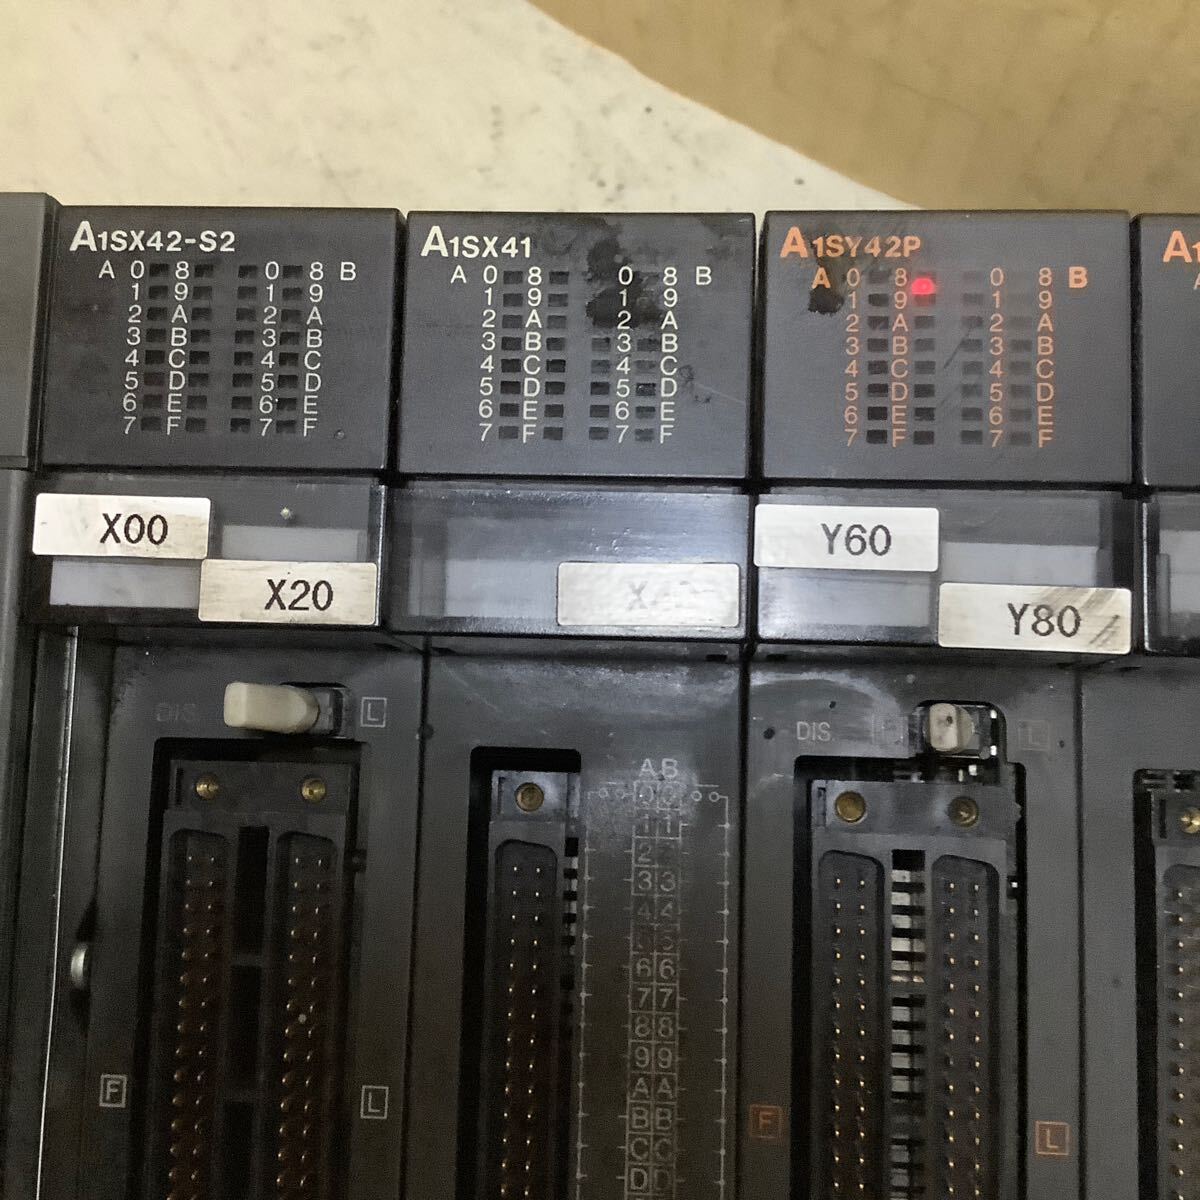 A1SX42-S2
A 0 8 0 8 B
1 9 1 9
2 A 2 A
3 B 3 B
4 C 4 C
5 D 5 D
6 E 6 E
7 F 7 F
A1SX41
A 0 8 0 8 B
1 9 1 9
2 A 2 A
3 B 3 B
4 C 4 C
5 D 5 D
6 E 6 E
7 F 7 F
A1SY42P
A 0 8 0 8 B
1 9 1 9
2 A 2 A
3 B 3 B
4 C 4 C
5 D 5 D
6 E 6 E
7 F 7 F
A1
X00
X20
Y60
Y80
DIS. L
F
L
AB
0 0
1 1
2 2
3 3
4 4
5 5
6 6
7 7
8 8
9 9
A A
B B
C C
D D
DIS. L
F
L